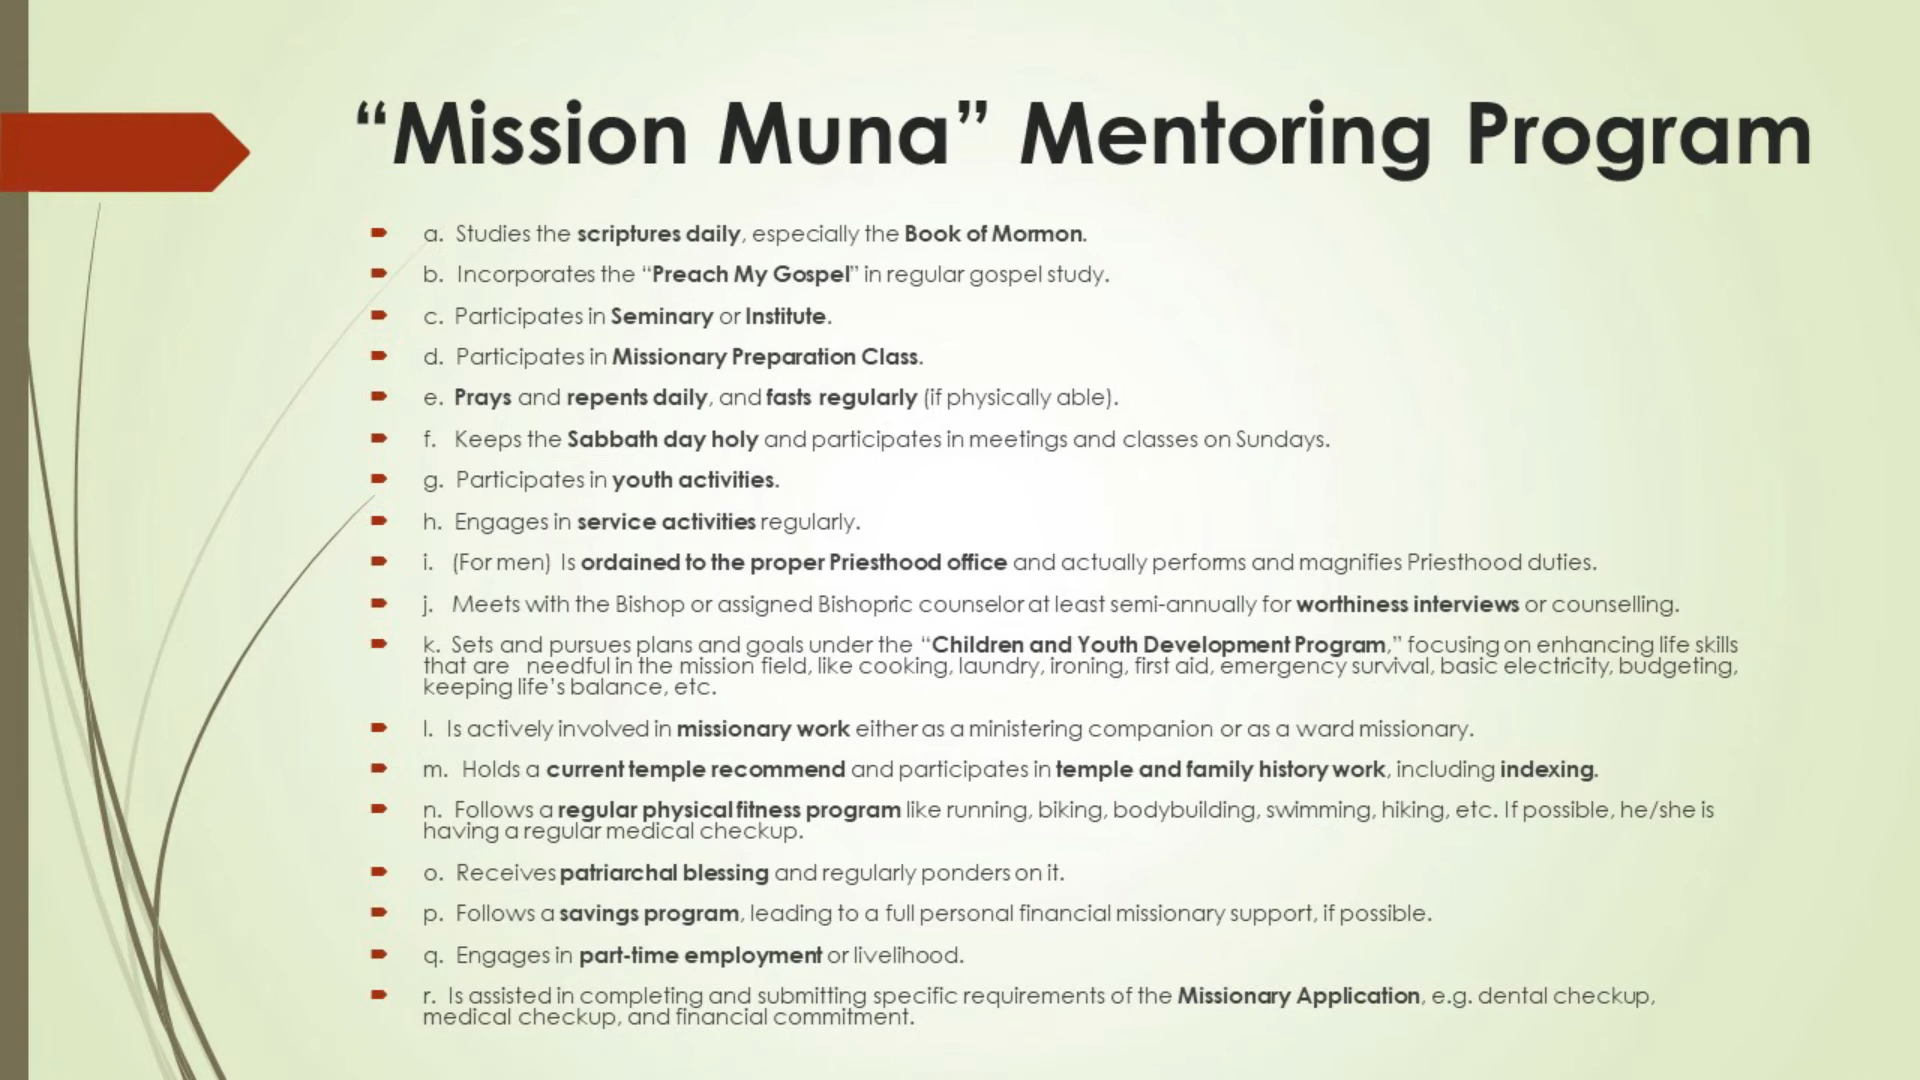 “Mission Muna” Mentoring Program
a. Studies the scriptures daily, especially the Book of Mormon.
b. Incorporates the “Preach My Gospel” in regular gospel study.
c. Participates in Seminary or Institute.
d. Participates in Missionary Preparation Class.
e. Prays and repents daily, and fasts regularly (if physically able).
f. Keeps the Sabbath day holy and participates in meetings and classes on Sundays.
g. Participates in youth activities.
h. Engages in service activities regularly.
i. (For men) Is ordained to the proper Priesthood office and actually performs and magnifies Priesthood duties.
j. Meets with the Bishop or assigned Bishopric counselor at least semi-annually for worthiness interviews or counselling.
k. Sets and pursues plans and goals under the “Children and Youth Development Program,” focusing on enhancing life skills
that are needful in the mission field, like cooking, laundry, ironing, first aid, emergency survival, basic electricity, budgeting,
keeping life’s balance, etc.
l. Is actively involved in missionary work either as a ministering companion or as a ward missionary.
m. Holds a current temple recommend and participates in temple and family history work, including indexing.
n. Follows a regular physical fitness program like running, biking, bodybuilding, swimming, hiking, etc. If possible, he/she is
having a regular medical checkup.
o. Receives patriarchal blessing and regularly ponders on it.
p. Follows a savings program, leading to a full personal financial missionary support, if possible.
q. Engages in part-time employment or livelihood.
r. Is assisted in completing and submitting specific requirements of the Missionary Application, e.g. dental checkup,
medical checkup, and financial commitment.